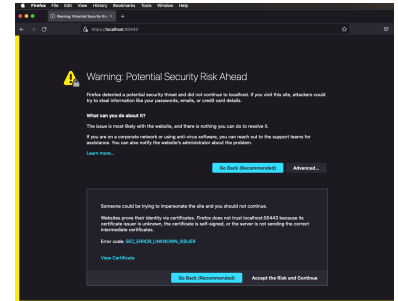 Firefox File Edit View History Bookmarks Tools Window Help
Warning: Potential Security Risk
https://localhost:50443
Warning: Potential Security Risk Ahead
Firefox detected a potential security threat and did not continue to localhost. If you visit this site, attackers could
try to steal information like your passwords, emails, or credit card details.
What can you do about it?
The issue is most likely with the website, and there is nothing you can do to resolve it.
If you are on a corporate network or using anti-virus software, you can reach out to the support teams for
assistance. You can also notify the website's administrator about the problem.
Learn more...
Go Back (Recommended) Advanced...
Someone could be trying to impersonate the site and you should not continue.
Websites prove their identity via certificates. Firefox does not trust localhost:50443 because its
certificate issuer is unknown, the certificate is self-signed, or the server is not sending the correct
intermediate certificates.
Error code: SEC_ERROR_UNKNOWN_ISSUER
View Certificate
Go Back (Recommended) Accept the Risk and Continue